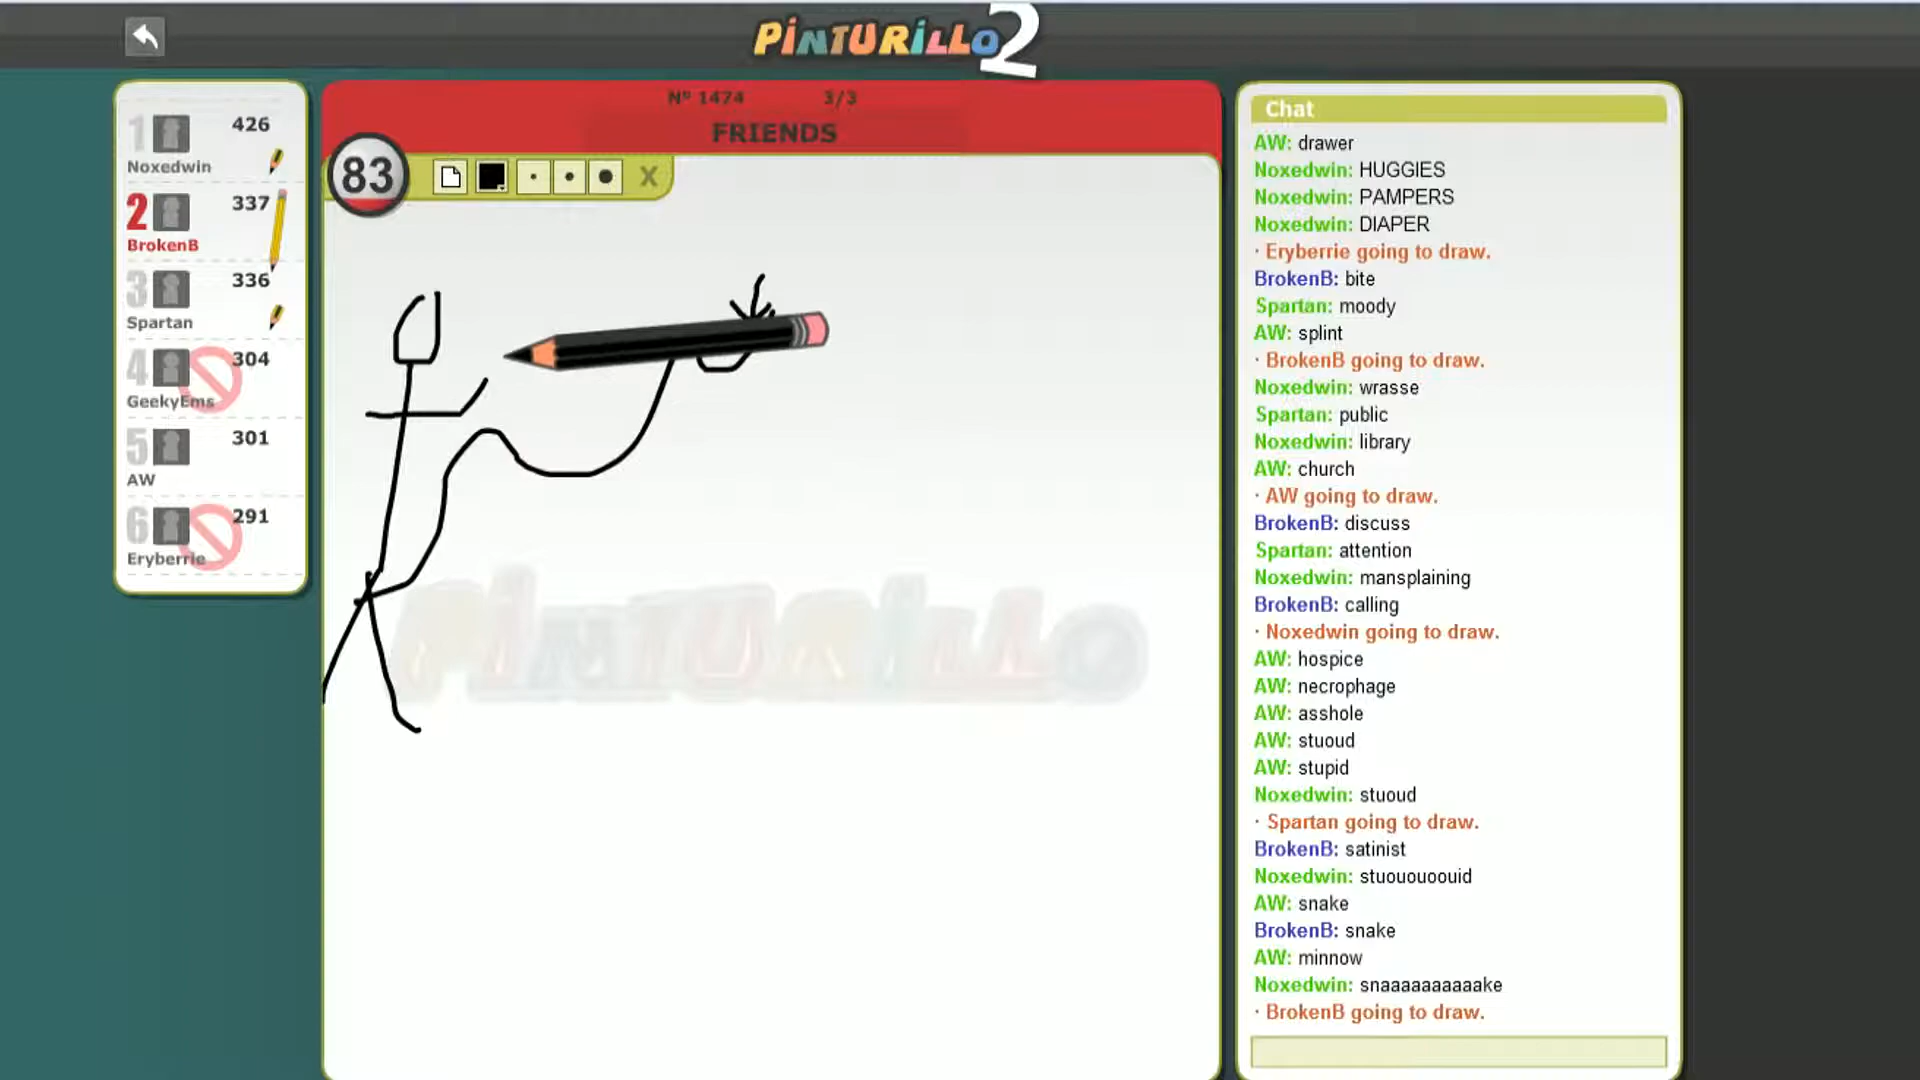 PINTURILLO 2
1 426
Noxedwin
2 337
BrokenB
3 336
Spartan
4 304
GeekyEms
5 301
AW
6 291
Eryberrie
Nº 1474 3/3
FRIENDS
83
X
PINTURILLO
Chat
AW: drawer
Noxedwin: HUGGIES
Noxedwin: PAMPERS
Noxedwin: DIAPER
· Eryberrie going to draw.
BrokenB: bite
Spartan: moody
AW: splint
· BrokenB going to draw.
Noxedwin: wrasse
Spartan: public
Noxedwin: library
AW: church
· AW going to draw.
BrokenB: discuss
Spartan: attention
Noxedwin: mansplaining
BrokenB: calling
· Noxedwin going to draw.
AW: hospice
AW: necrophage
AW: asshole
AW: stuoud
AW: stupid
Noxedwin: stuoud
· Spartan going to draw.
BrokenB: satinist
Noxedwin: stuououoouid
AW: snake
BrokenB: snake
AW: minnow
Noxedwin: snaaaaaaaaaake
· BrokenB going to draw.